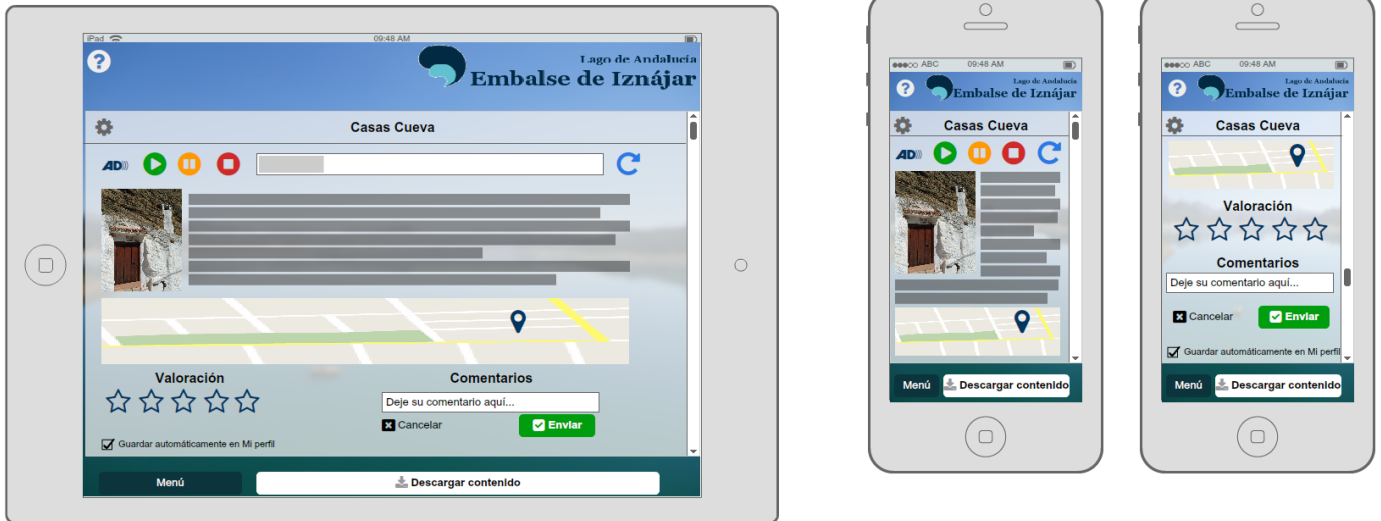 iPad 09:48 AM
?
Lago de Andalucía
Embalse de Iznájar
Casas Cueva
AD)))
Valoración
Comentarios
Deje su comentario aquí...
Cancelar
Enviar
Guardar automáticamente en Mi perfil
Menú
Descargar contenido
ABC 09:48 AM
?
Lago de Andalucía
Embalse de Iznájar
Casas Cueva
AD)))
Menú
Descargar contenido
ABC 09:48 AM
?
Lago de Andalucía
Embalse de Iznájar
Casas Cueva
Valoración
Comentarios
Deje su comentario aquí...
Cancelar
Enviar
Guardar automáticamente en Mi perfil
Menú
Descargar contenido